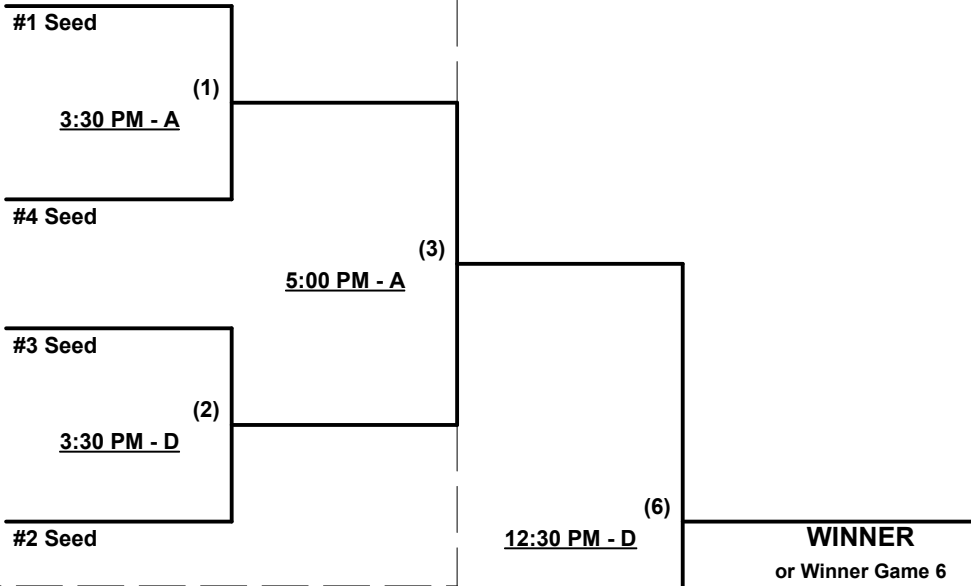 #1 Seed
(1)
3:30 PM - A
#4 Seed
(3)
5:00 PM - A
#3 Seed
(2)
3:30 PM - D
#2 Seed
(6)
12:30 PM - D
WINNER
or Winner Game 6